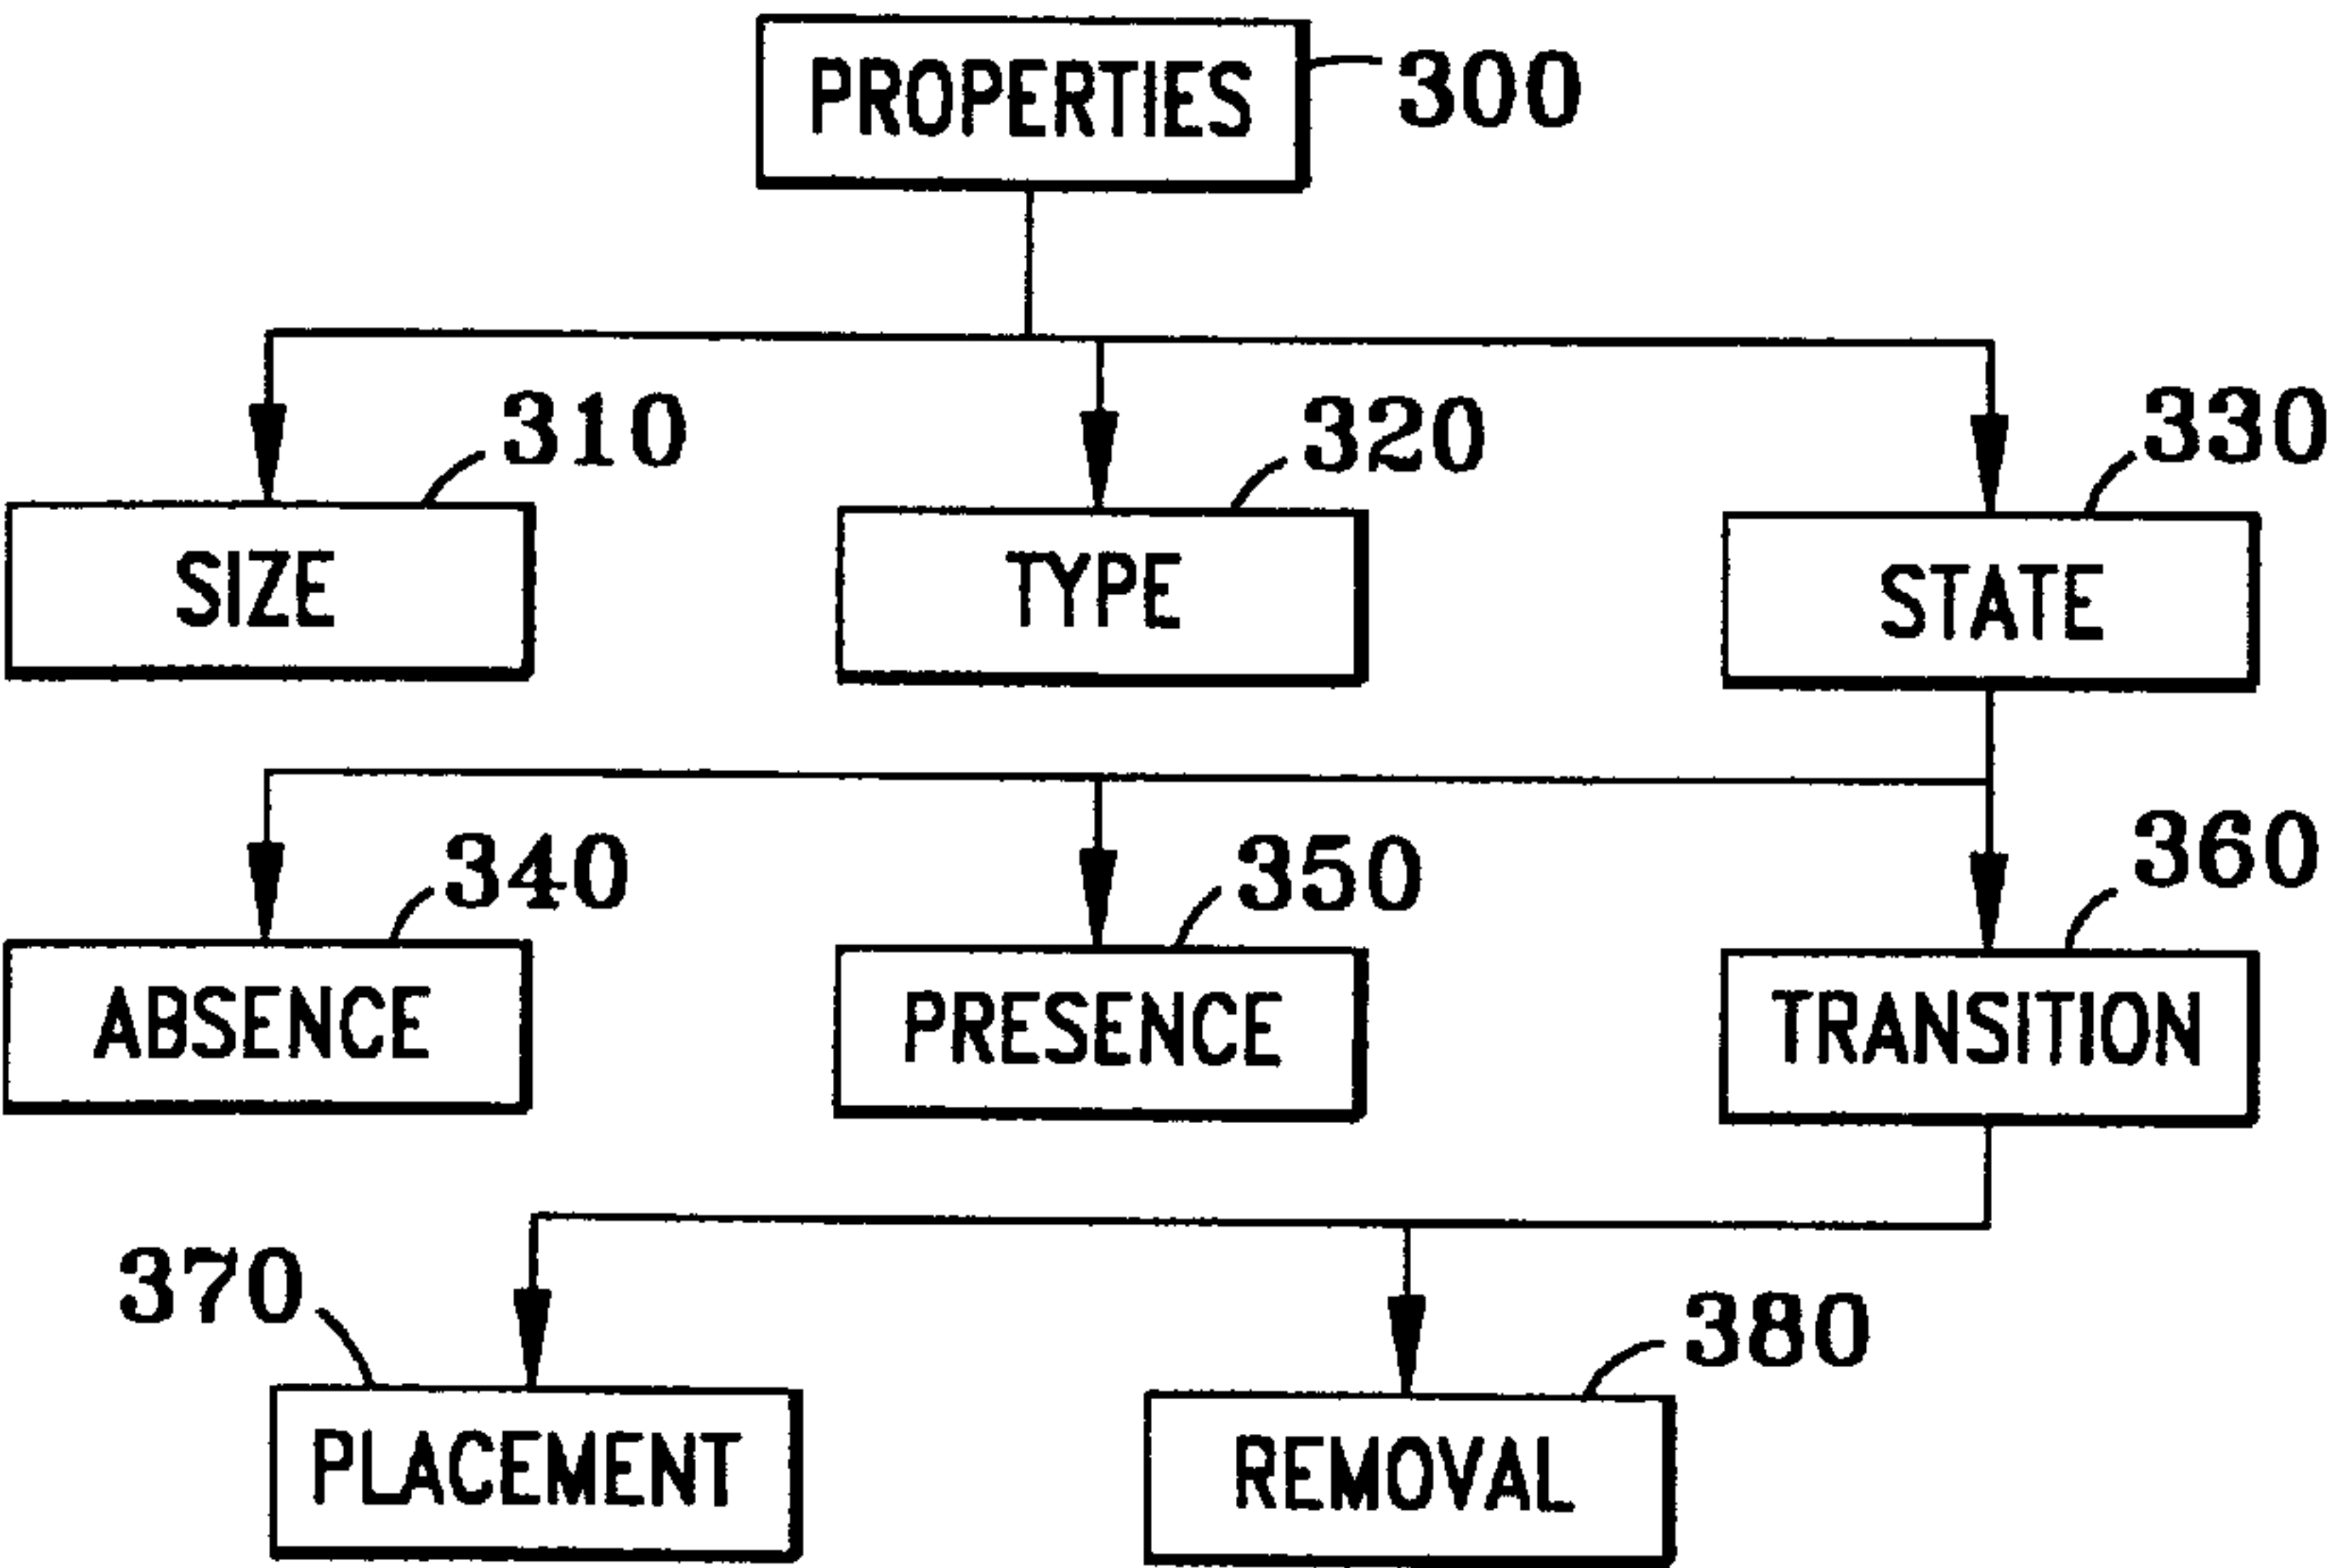 PROPERTIES 300
310 320 330
SIZE TYPE STATE
340 350 360
ABSENCE PRESENCE TRANSITION
370 380
PLACEMENT REMOVAL